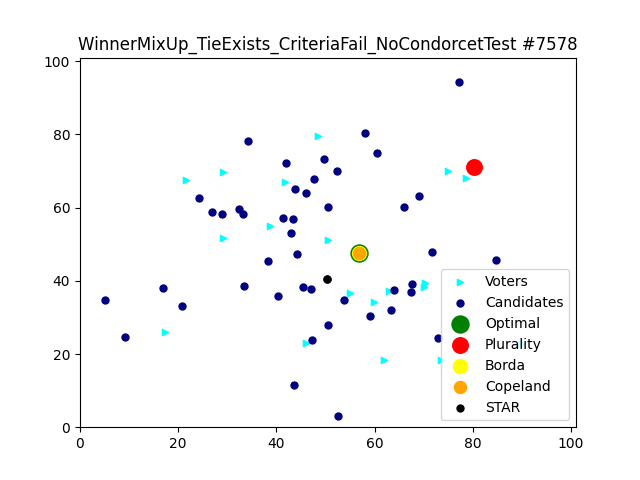 WinnerMixUp_TieExists_CriteriaFail_NoCondorcetTest #7578
100
80
60
40
20
0
0 20 40 60 80 100
Voters
Candidates
Optimal
Plurality
Borda
Copeland
STAR